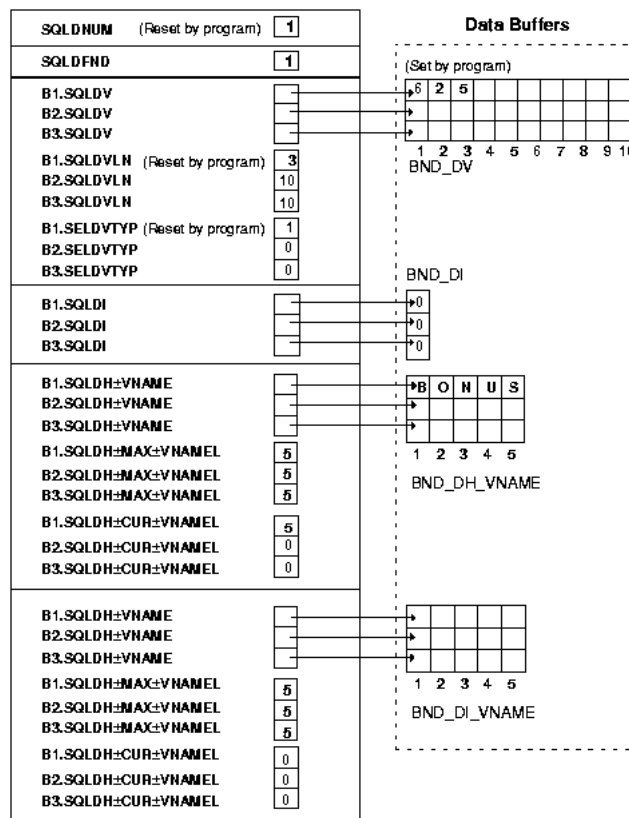 SQLDNUM (Reset by program) 1
SQLDFND 1
B1.SQLDV
B2.SQLDV
B3.SQLDV
B1.SQLDVLN (Reset by program) 3
B2.SQLDVLN 10
B3.SQLDVLN 10
B1.SELDVTYP (Reset by program) 1
B2.SELDVTYP 0
B3.SELDVTYP 0
B1.SQLDI
B2.SQLDI
B3.SQLDI
B1.SQLDH±VNAME
B2.SQLDH±VNAME
B3.SQLDH±VNAME
B1.SQLDH±MAX±VNAMEL 5
B2.SQLDH±MAX±VNAMEL 5
B3.SQLDH±MAX±VNAMEL 5
B1.SQLDH±CUR±VNAMEL 5
B2.SQLDH±CUR±VNAMEL 0
B3.SQLDH±CUR±VNAMEL 0
B1.SQLDH±VNAME
B2.SQLDH±VNAME
B3.SQLDH±VNAME
B1.SQLDH±MAX±VNAMEL 5
B2.SQLDH±MAX±VNAMEL 5
B3.SQLDH±MAX±VNAMEL 5
B1.SQLDH±CUR±VNAMEL 0
B2.SQLDH±CUR±VNAMEL 0
B3.SQLDH±CUR±VNAMEL 0
Data Buffers
(Set by program)
6 2 5
1 2 3 4 5 6 7 8 9 10
BND_DV
BND_DI
0
0
0
B O N U S
1 2 3 4 5
BND_DH_VNAME
1 2 3 4 5
BND_DI_VNAME